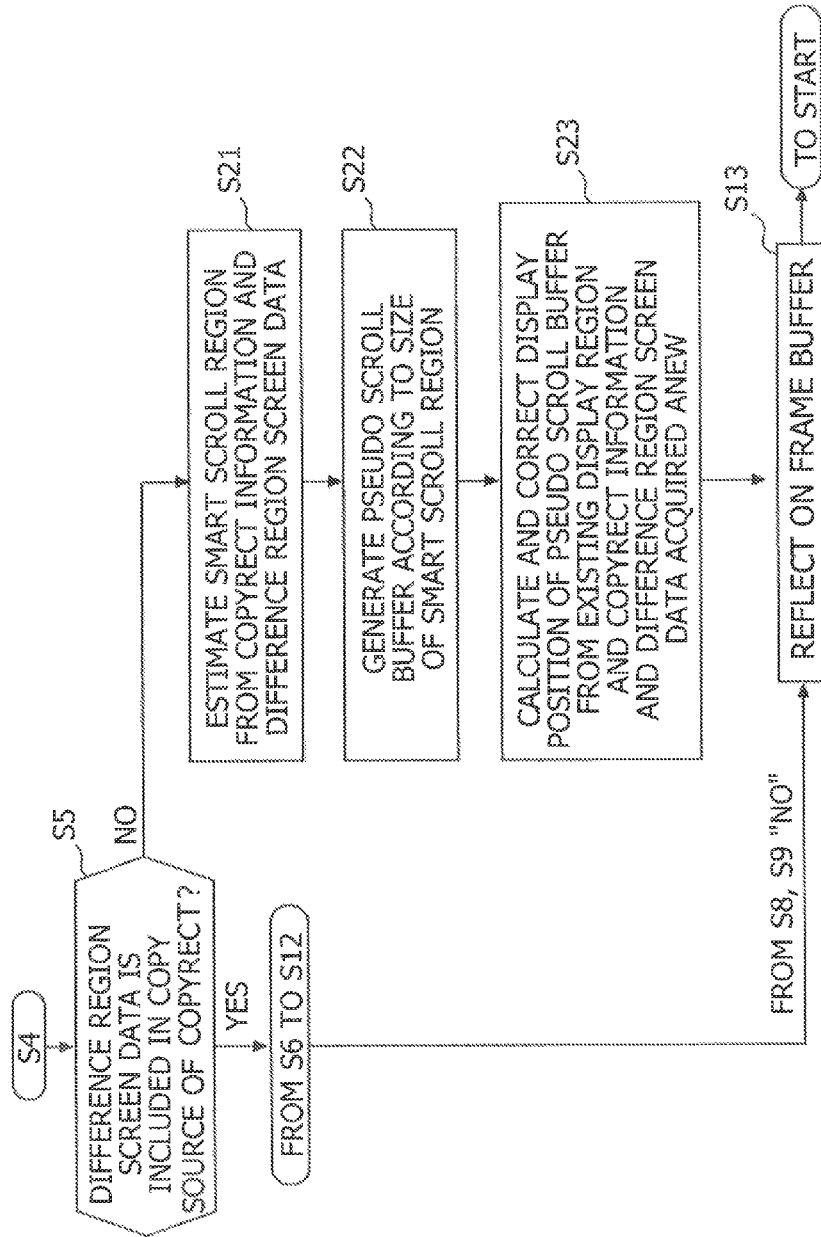 S4
S5
DIFFERENCE REGION
SCREEN DATA IS
INCLUDED IN COPY
SOURCE OF COPYRECT?
NO
YES
FROM S6 TO S12
S21
ESTIMATE SMART SCROLL REGION
FROM COPYRECT INFORMATION AND
DIFFERENCE REGION SCREEN DATA
S22
GENERATE PSEUDO SCROLL
BUFFER ACCORDING TO SIZE
OF SMART SCROLL REGION
S23
CALCULATE AND CORRECT DISPLAY
POSITION OF PSEUDO SCROLL BUFFER
FROM EXISTING DISPLAY REGION
AND COPYRECT INFORMATION
AND DIFFERENCE REGION SCREEN
DATA ACQUIRED ANEW
FROM S8, S9 "NO"
S13
REFLECT ON FRAME BUFFER
TO START